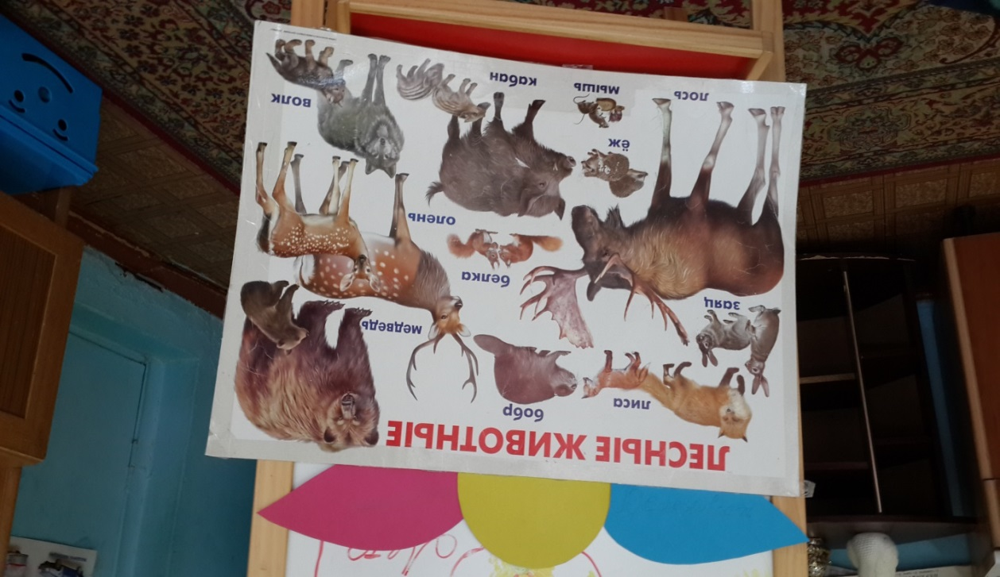 ЛЕСНЫЕ ЖИВОТНЫЕ
лиса
бобр
медведь
заяц
белка
олень
ёж
лось
мышь
кабан
волк